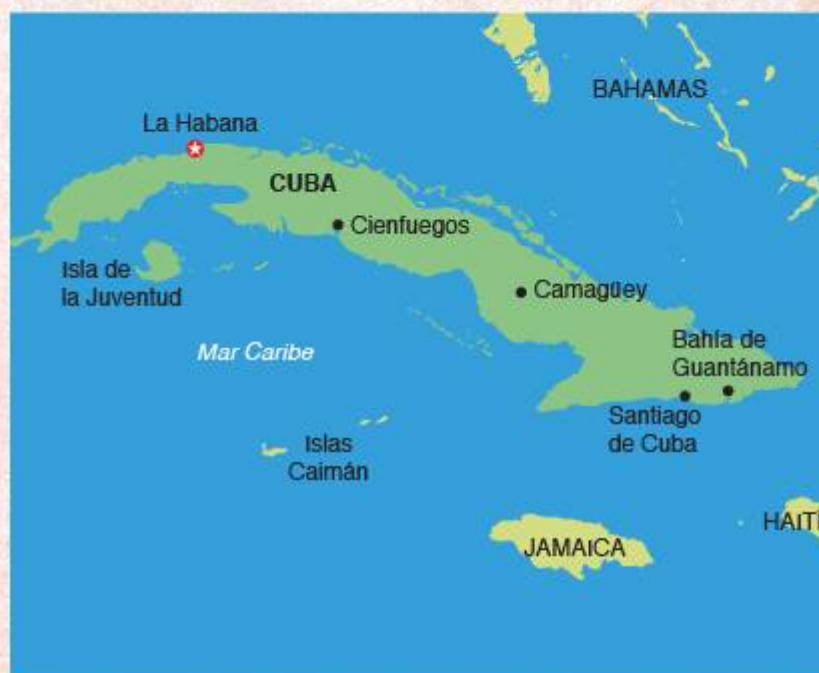 BAHAMAS
La Habana
CUBA
Cienfuegos
Isla de
la Juventud
Camagüey
Mar Caribe
Bahía de
Guantánamo
Santiago
de Cuba
Islas
Caimán
JAMAICA
HAITÍ